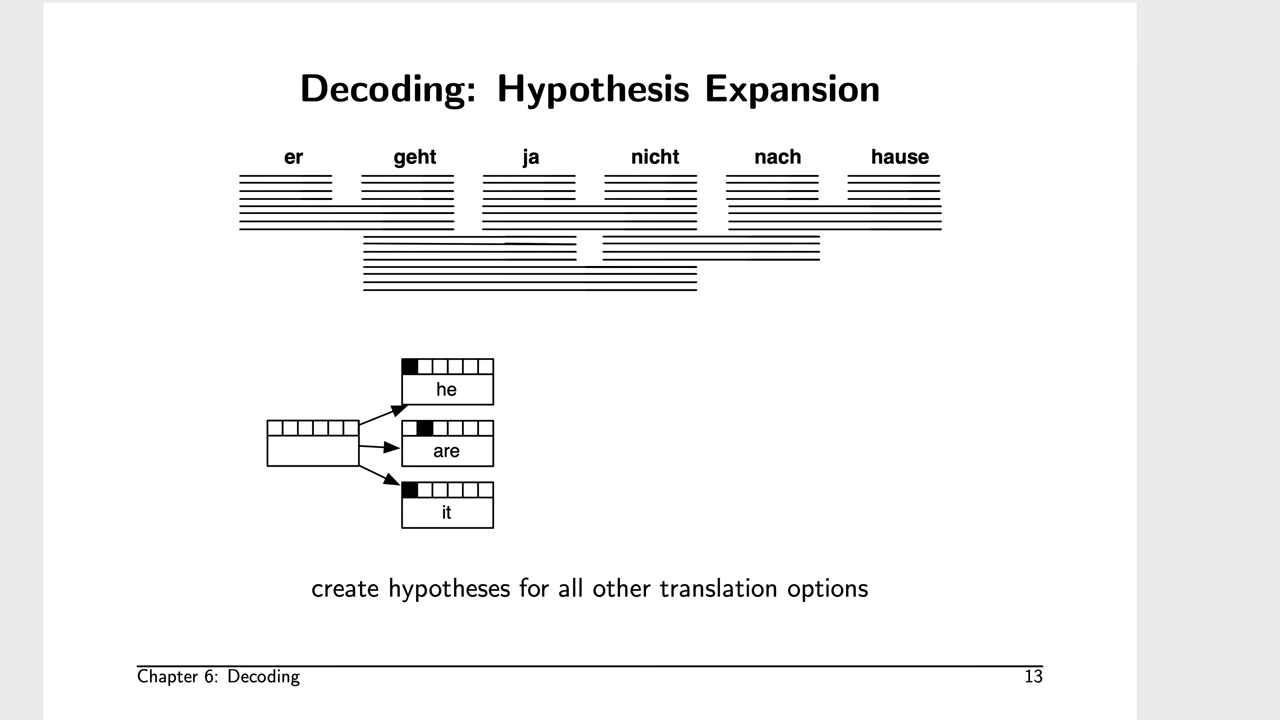 Decoding: Hypothesis Expansion
er geht ja nicht nach hause
he
are
it
create hypotheses for all other translation options
Chapter 6: Decoding 13